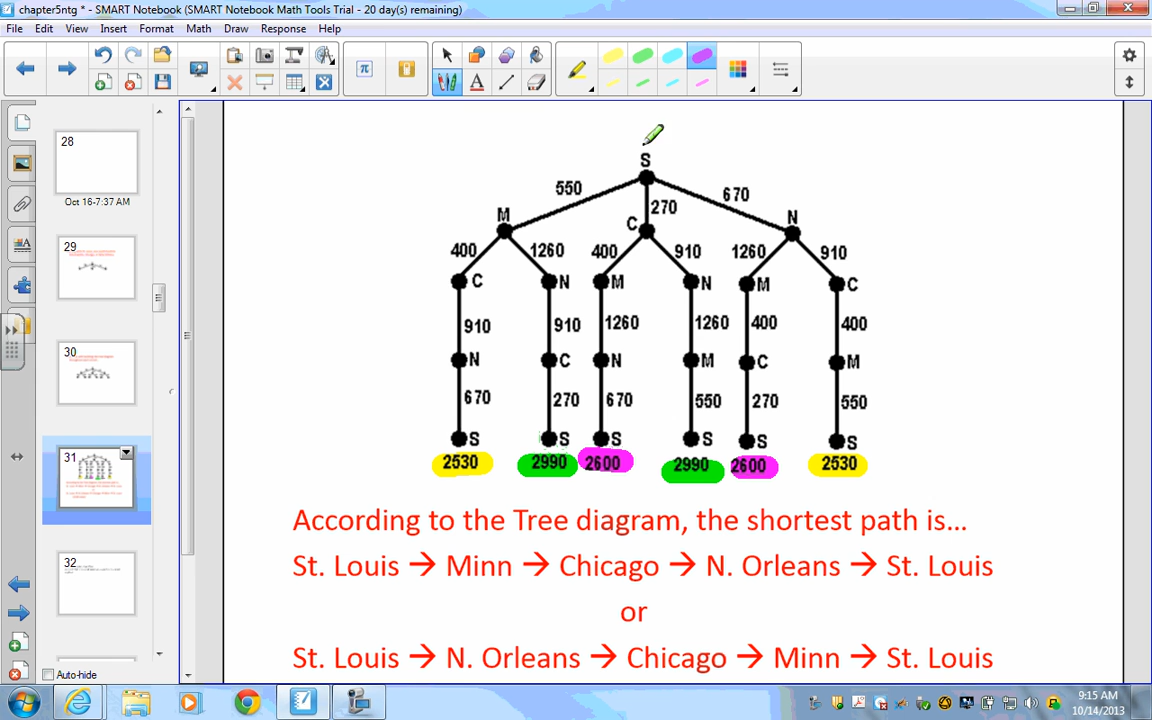 chapter5ntg * - SMART Notebook (SMART Notebook Math Tools Trial - 20 day(s) remaining)
File Edit View Insert Format Math Draw Response Help
π
A
28
Oct 16-7:37 AM
29
30
31
32
Auto-hide
S
550 270 670
M C N
400 1260 400 910 1260 910
C N M N M C
910 910 1260 1260 400 400
N C N M C M
670 270 670 550 270 550
S S S S S S
2530 2990 2600 2990 2600 2530
According to the Tree diagram, the shortest path is...
St. Louis → Minn → Chicago → N. Orleans → St. Louis
or
St. Louis → N. Orleans → Chicago → Minn → St. Louis
9:15 AM
10/14/2013